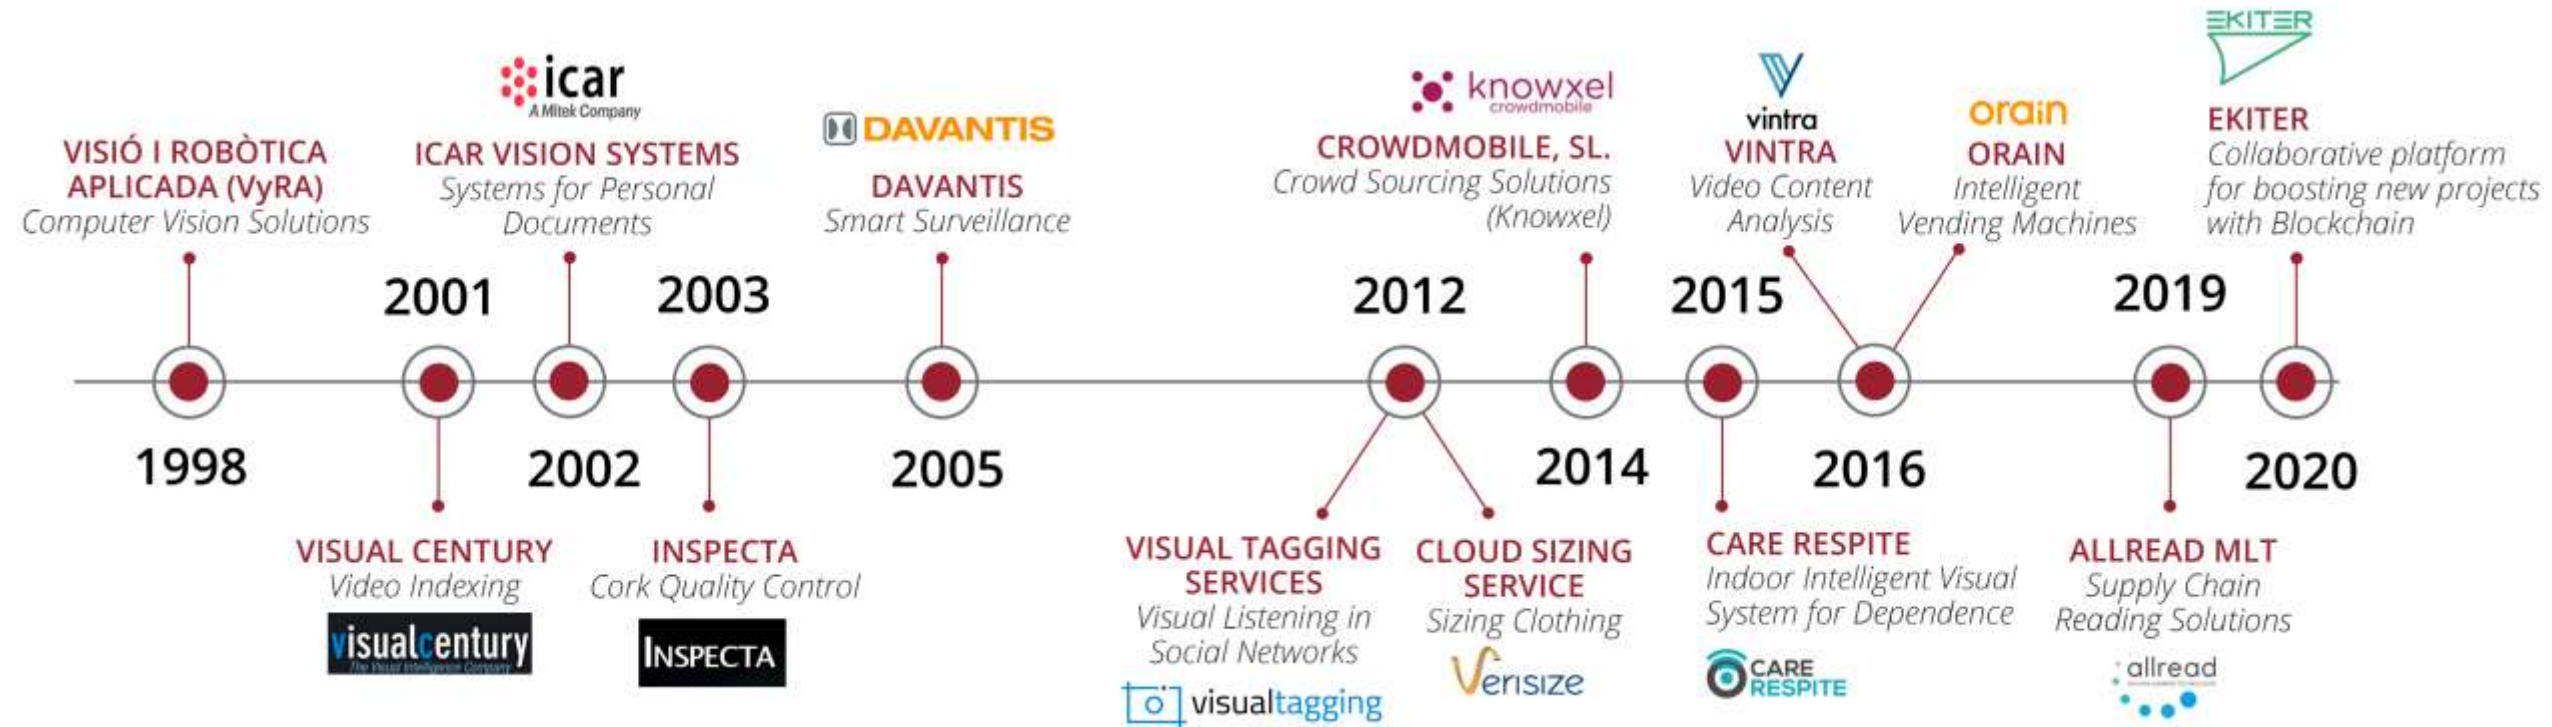 EKITER
icar
A Mitek Company
knowxel
crowdmobile
vintra
orain
DAVANTIS
VISIÓ I ROBÒTICA
APLICADA (VyRA)
Computer Vision Solutions
ICAR VISION SYSTEMS
Systems for Personal
Documents
DAVANTIS
Smart Surveillance
CROWDMOBILE, SL.
Crowd Sourcing Solutions
(Knowxel)
VINTRA
Video Content
Analysis
ORAIN
Intelligent
Vending Machines
EKITER
Collaborative platform
for boosting new projects
with Blockchain
2001
2003
2012
2015
2019
1998
2002
2005
2014
2016
2020
VISUAL CENTURY
Video Indexing
visualcentury
The Visual Intelligence Company
INSPECTA
Cork Quality Control
INSPECTA
VISUAL TAGGING
SERVICES
Visual Listening in
Social Networks
visualtagging
CLOUD SIZING
SERVICE
Sizing Clothing
Verisize
CARE RESPITE
Indoor Intelligent Visual
System for Dependence
CARE
RESPITE
ALLREAD MLT
Supply Chain
Reading Solutions
allread